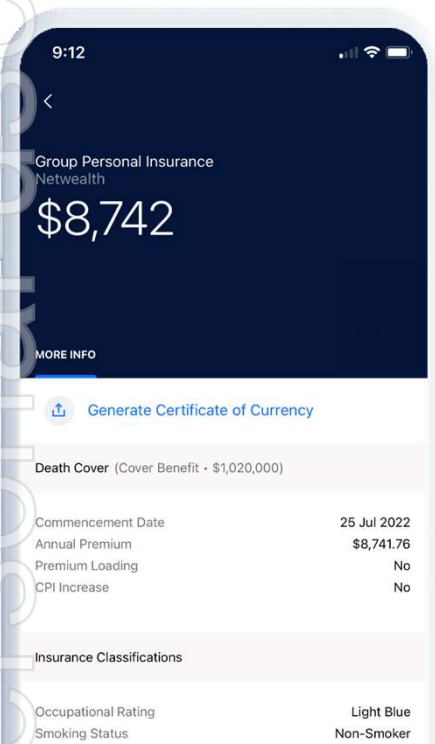 9:12
Group Personal Insurance
Netwealth
$8,742
MORE INFO
Generate Certificate of Currency
Death Cover (Cover Benefit • $1,020,000)
Commencement Date 25 Jul 2022
Annual Premium $8,741.76
Premium Loading No
CPI Increase No
Insurance Classifications
Occupational Rating Light Blue
Smoking Status Non-Smoker